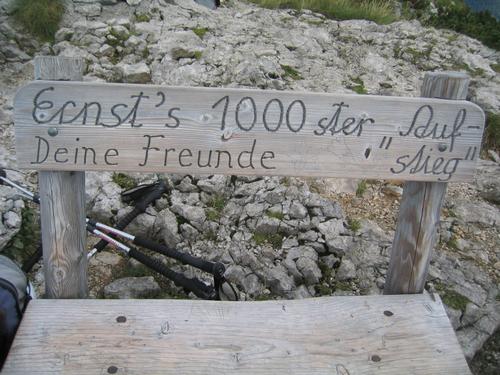 Ernst's 1000 ster "Auf-
Deine Freunde stieg"